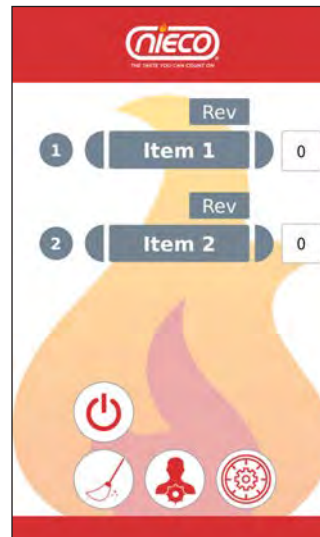 NIECO
THE TASTE YOU CAN COUNT ON
Rev
1 Item 1 0
Rev
2 Item 2 0